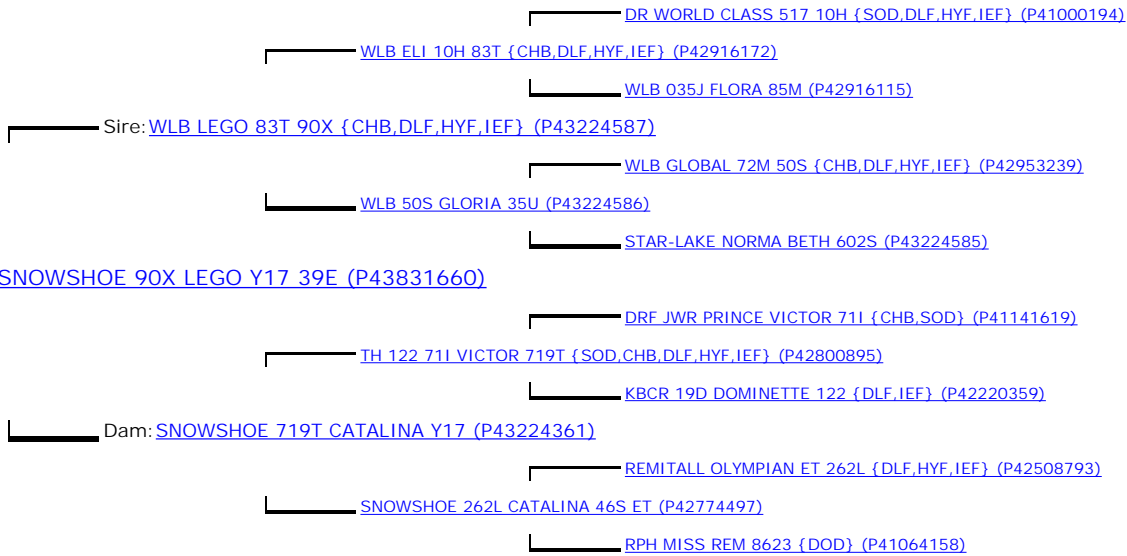 DR WORLD CLASS 517 10H {SOD,DLF,HYF,IEF} (P41000194)
WLB ELI 10H 83T {CHB,DLF,HYF,IEF} (P42916172)
WLB 035J FLORA 85M (P42916115)
Sire: WLB LEGO 83T 90X {CHB,DLF,HYF,IEF} (P43224587)
WLB GLOBAL 72M 50S {CHB,DLF,HYF,IEF} (P42953239)
WLB 50S GLORIA 35U (P43224586)
STAR-LAKE NORMA BETH 602S (P43224585)
SNOWSHOE 90X LEGO Y17 39E (P43831660)
DRF JWR PRINCE VICTOR 71I {CHB,SOD} (P41141619)
TH 122 71I VICTOR 719T {SOD,CHB,DLF,HYF,IEF} (P42800895)
KBCR 19D DOMINETTE 122 {DLF,IEF} (P42220359)
Dam: SNOWSHOE 719T CATALINA Y17 (P43224361)
REMITALL OLYMPIAN ET 262L {DLF,HYF,IEF} (P42508793)
SNOWSHOE 262L CATALINA 46S ET (P42774497)
RPH MISS REM 8623 {DOD} (P41064158)